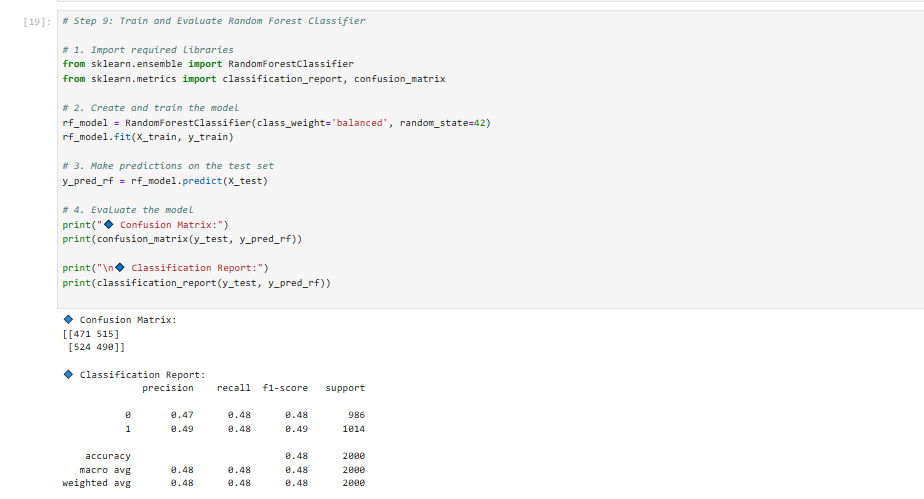 [19]: # Step 9: Train and Evaluate Random Forest Classifier
# 1. Import required libraries
from sklearn.ensemble import RandomForestClassifier
from sklearn.metrics import classification_report, confusion_matrix
# 2. Create and train the model
rf_model = RandomForestClassifier(class_weight='balanced', random_state=42)
rf_model.fit(X_train, y_train)
# 3. Make predictions on the test set
y_pred_rf = rf_model.predict(X_test)
# 4. Evaluate the model
print("🔷 Confusion Matrix:")
print(confusion_matrix(y_test, y_pred_rf))
print("\n🔷 Classification Report:")
print(classification_report(y_test, y_pred_rf))
🔷 Confusion Matrix:
[[471 515]
 [524 490]]
🔷 Classification Report:
precision recall f1-score support
0 0.47 0.48 0.48 986
1 0.49 0.48 0.49 1014
accuracy 0.48 2000
macro avg 0.48 0.48 0.48 2000
weighted avg 0.48 0.48 0.48 2000